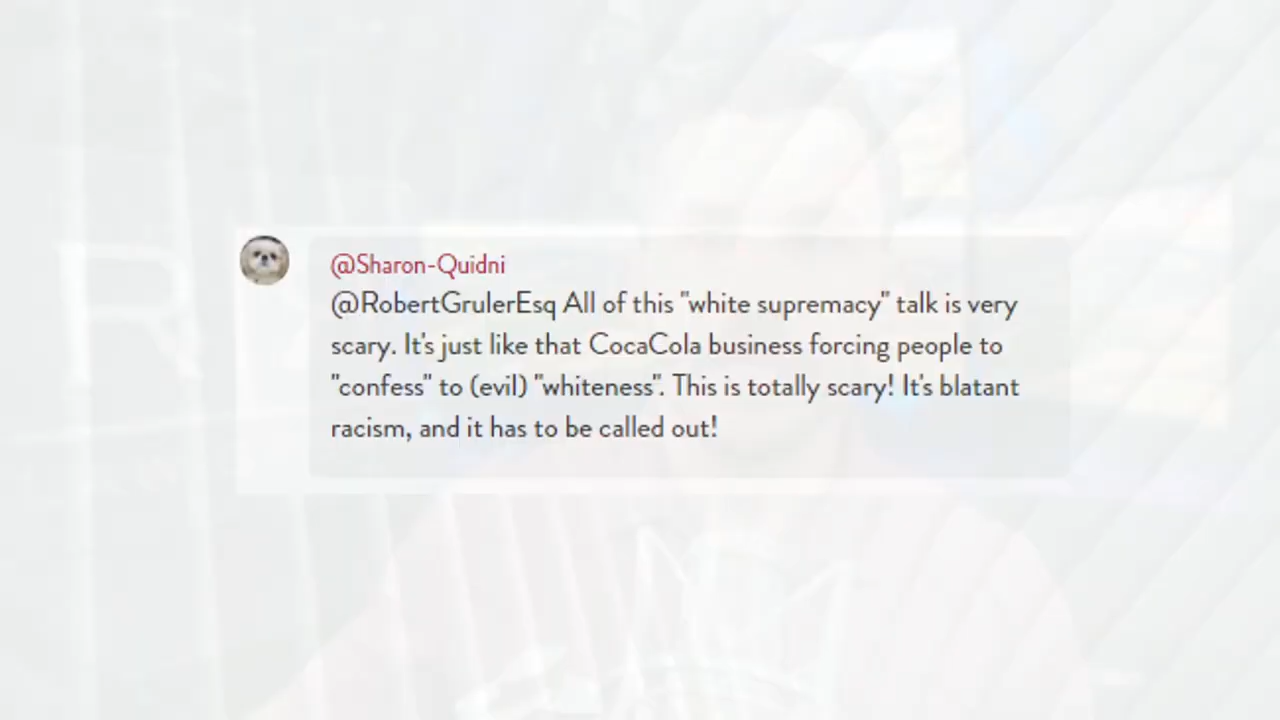 @Sharon-Quidni
@RobertGrulerEsq All of this "white supremacy" talk is very
scary. It's just like that CocaCola business forcing people to
"confess" to (evil) "whiteness". This is totally scary! It's blatant
racism, and it has to be called out!